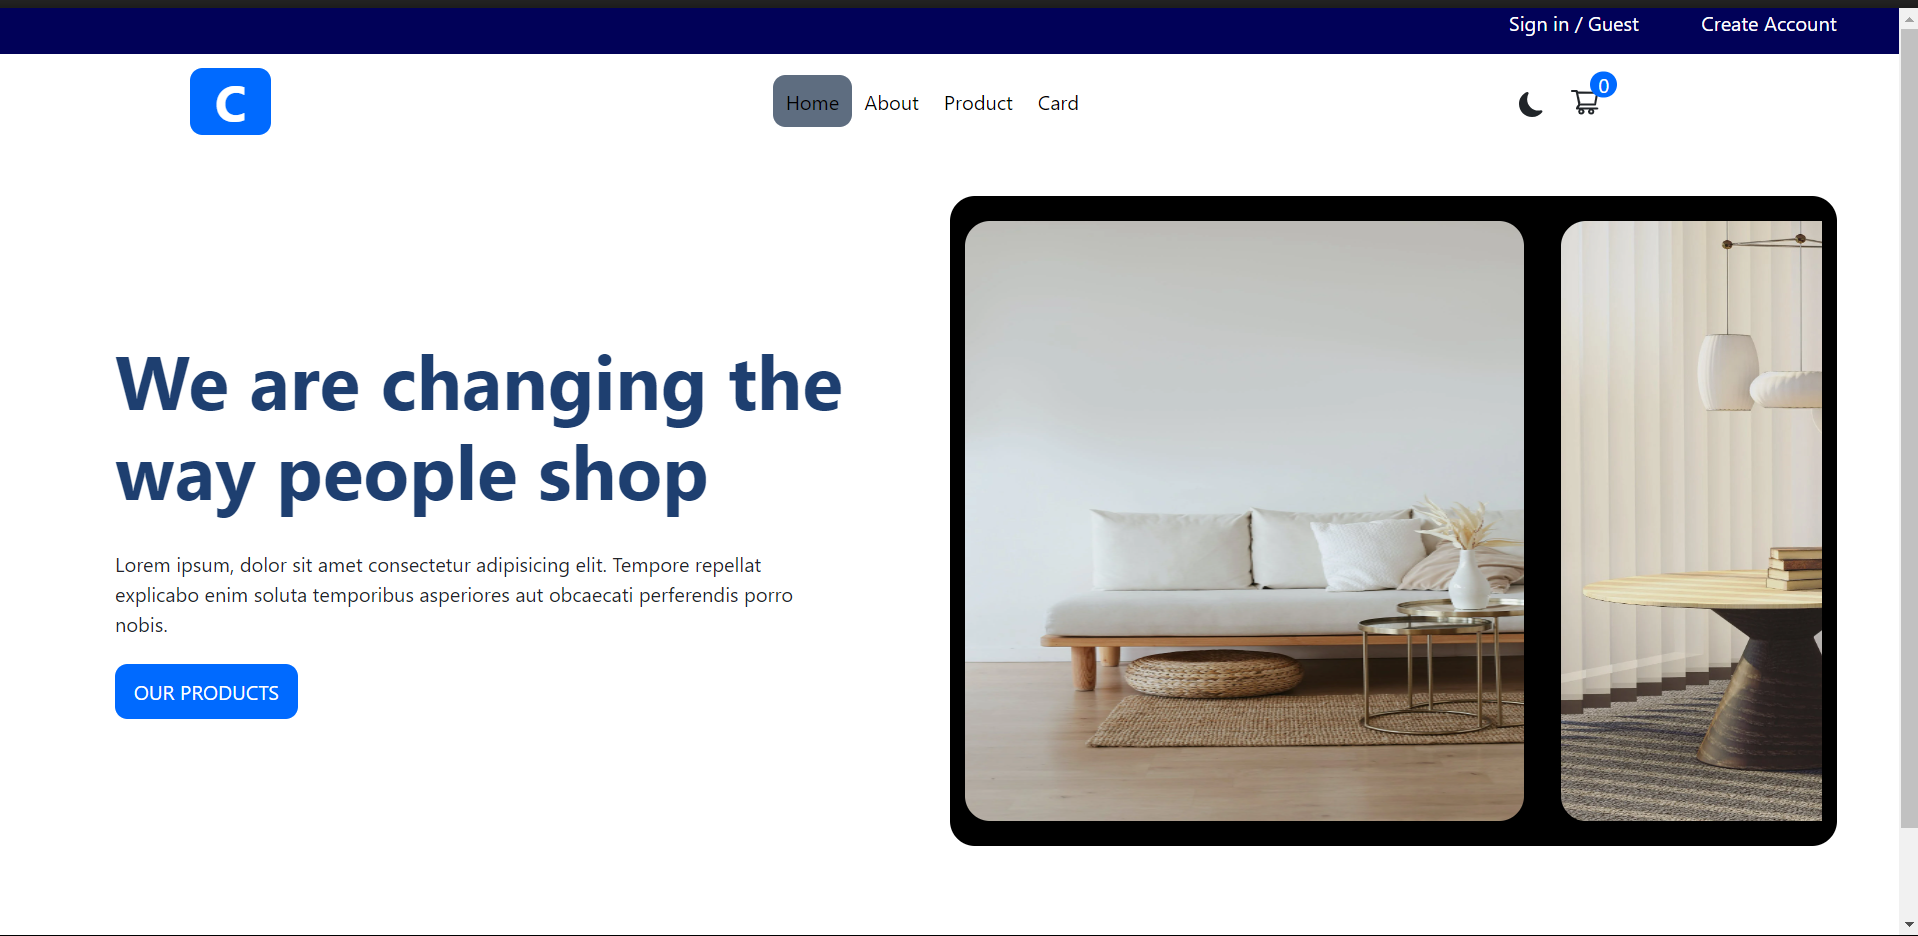 Sign in / Guest
Create Account
C
Home
About
Product
Card
0
We are changing the
way people shop
Lorem ipsum, dolor sit amet consectetur adipisicing elit. Tempore repellat
explicabo enim soluta temporibus asperiores aut obcaecati perferendis porro
nobis.
OUR PRODUCTS